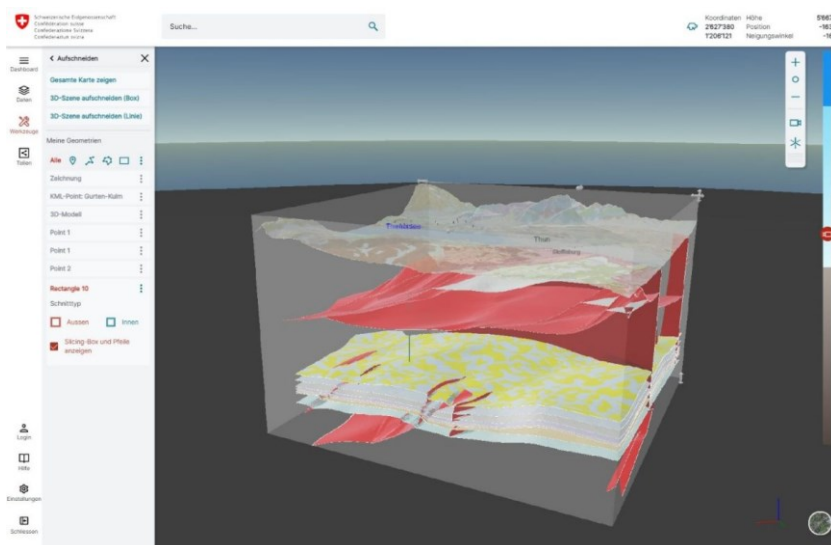 Schweizerische Eidgenossenschaft
Confédération suisse
Confederazione Svizzera
Confederaziun svizra
Suche...
Koordinaten
2'627'380
1'206'121
Höhe
Position
Neigungswinkel
Dashboard
Daten
Werkzeuge
Teilen
Login
Hilfe
Einstellungen
Schliessen
Aufschneiden
Gesamte Karte zeigen
3D-Szene aufschneiden (Box)
3D-Szene aufschneiden (Linie)
Meine Geometrien
Alle
Zeichnung
KML-Point: Gurten-Kulm
3D-Modell
Point 1
Point 1
Point 2
Rectangle 10
Schnitttyp
Aussen
Innen
Slicing-Box und Pfeile
anzeigen
Thun